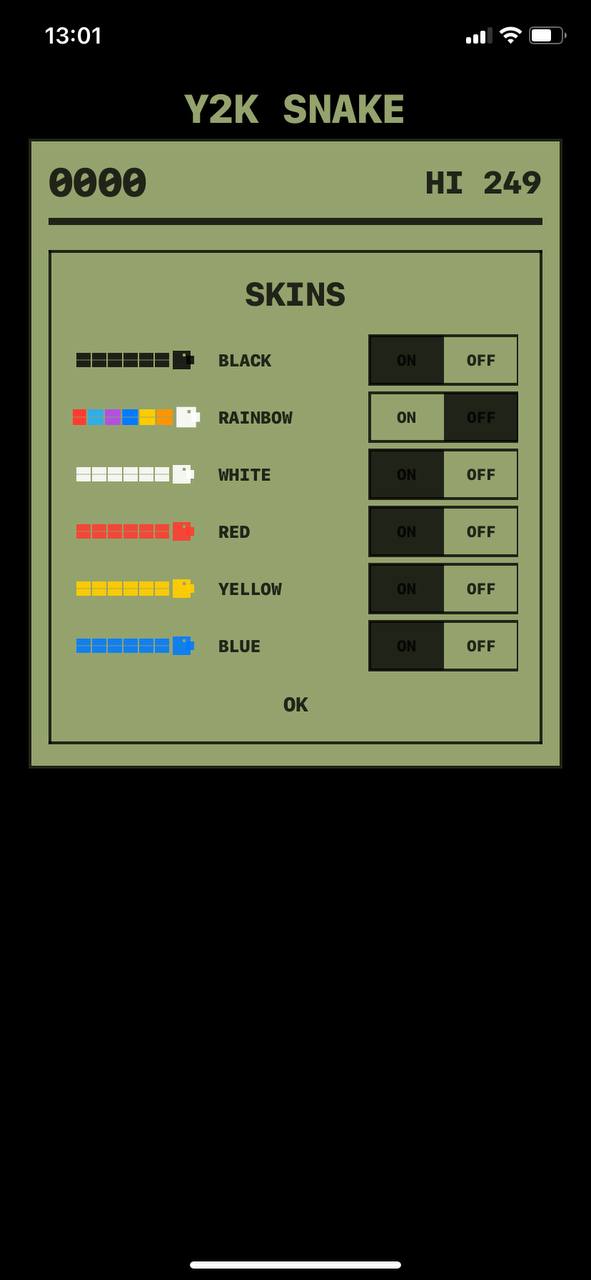 13:01
Y2K SNAKE
0000 HI 249
SKINS
BLACK ON OFF
RAINBOW ON OFF
WHITE ON OFF
RED ON OFF
YELLOW ON OFF
BLUE ON OFF
OK